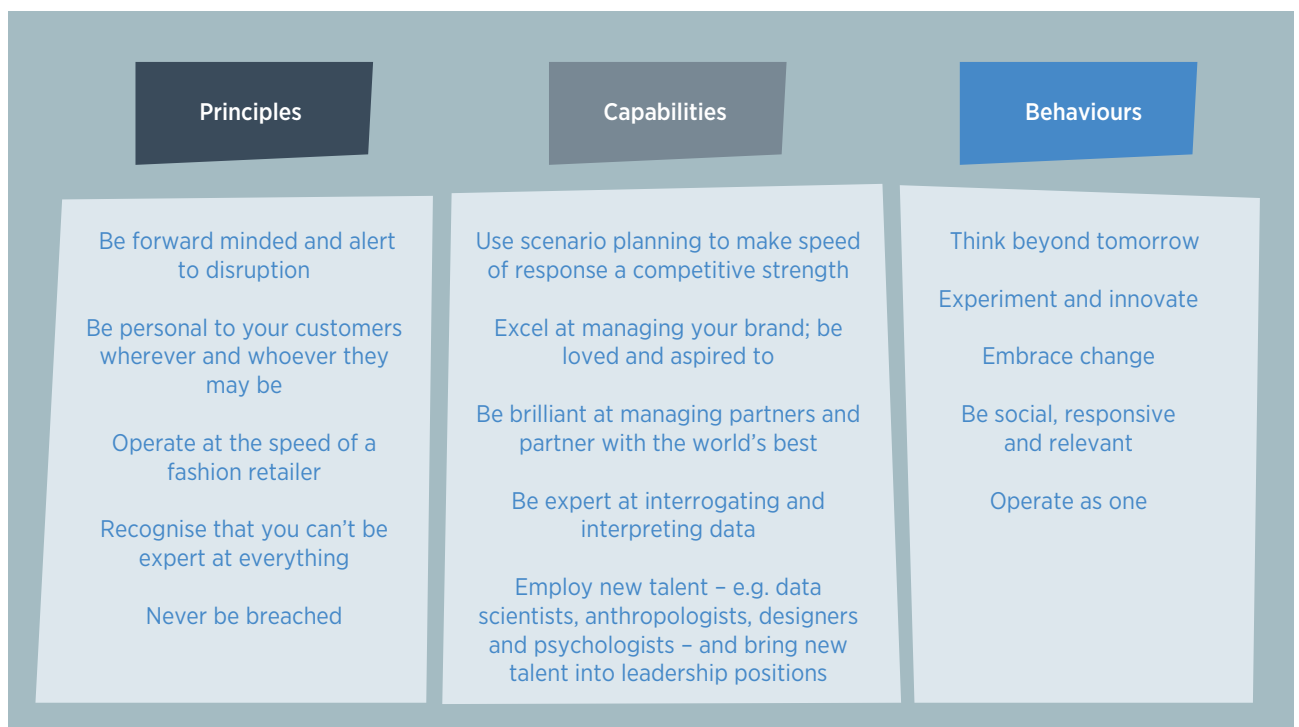 Principles
Be forward minded and alert
to disruption
Be personal to your customers
wherever and whoever they
may be
Operate at the speed of a
fashion retailer
Recognise that you can’t be
expert at everything
Never be breached
Capabilities
Use scenario planning to make speed
of response a competitive strength
Excel at managing your brand; be
loved and aspired to
Be brilliant at managing partners and
partner with the world’s best
Be expert at interrogating and
interpreting data
Employ new talent – e.g. data
scientists, anthropologists, designers
and psychologists – and bring new
talent into leadership positions
Behaviours
Think beyond tomorrow
Experiment and innovate
Embrace change
Be social, responsive
and relevant
Operate as one